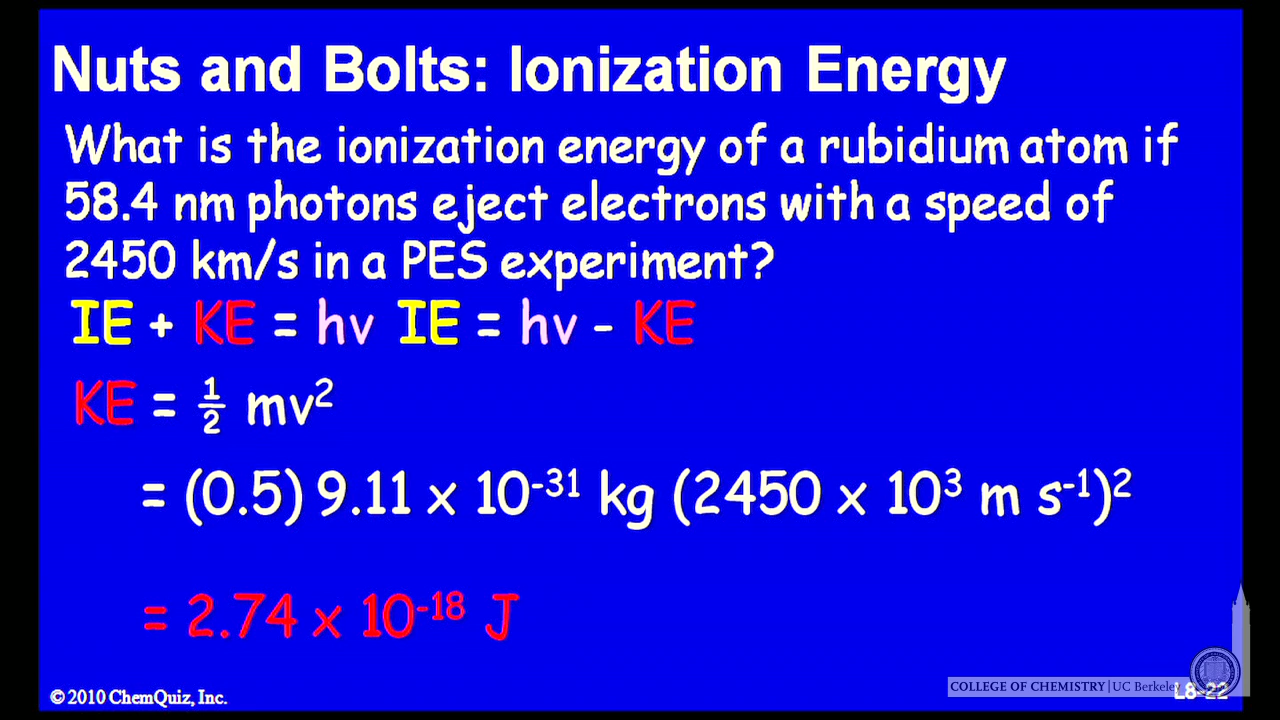 Nuts and Bolts: Ionization Energy
What is the ionization energy of a rubidium atom if
58.4 nm photons eject electrons with a speed of
2450 km/s in a PES experiment?
IE + KE = hν IE = hν - KE
KE = ½ mv²
= (0.5) 9.11 x 10⁻³¹ kg (2450 x 10³ m s⁻¹)²
= 2.74 x 10⁻¹⁸ J
© 2010 ChemQuiz, Inc.
COLLEGE OF CHEMISTRY | UC Berkeley
L8-22